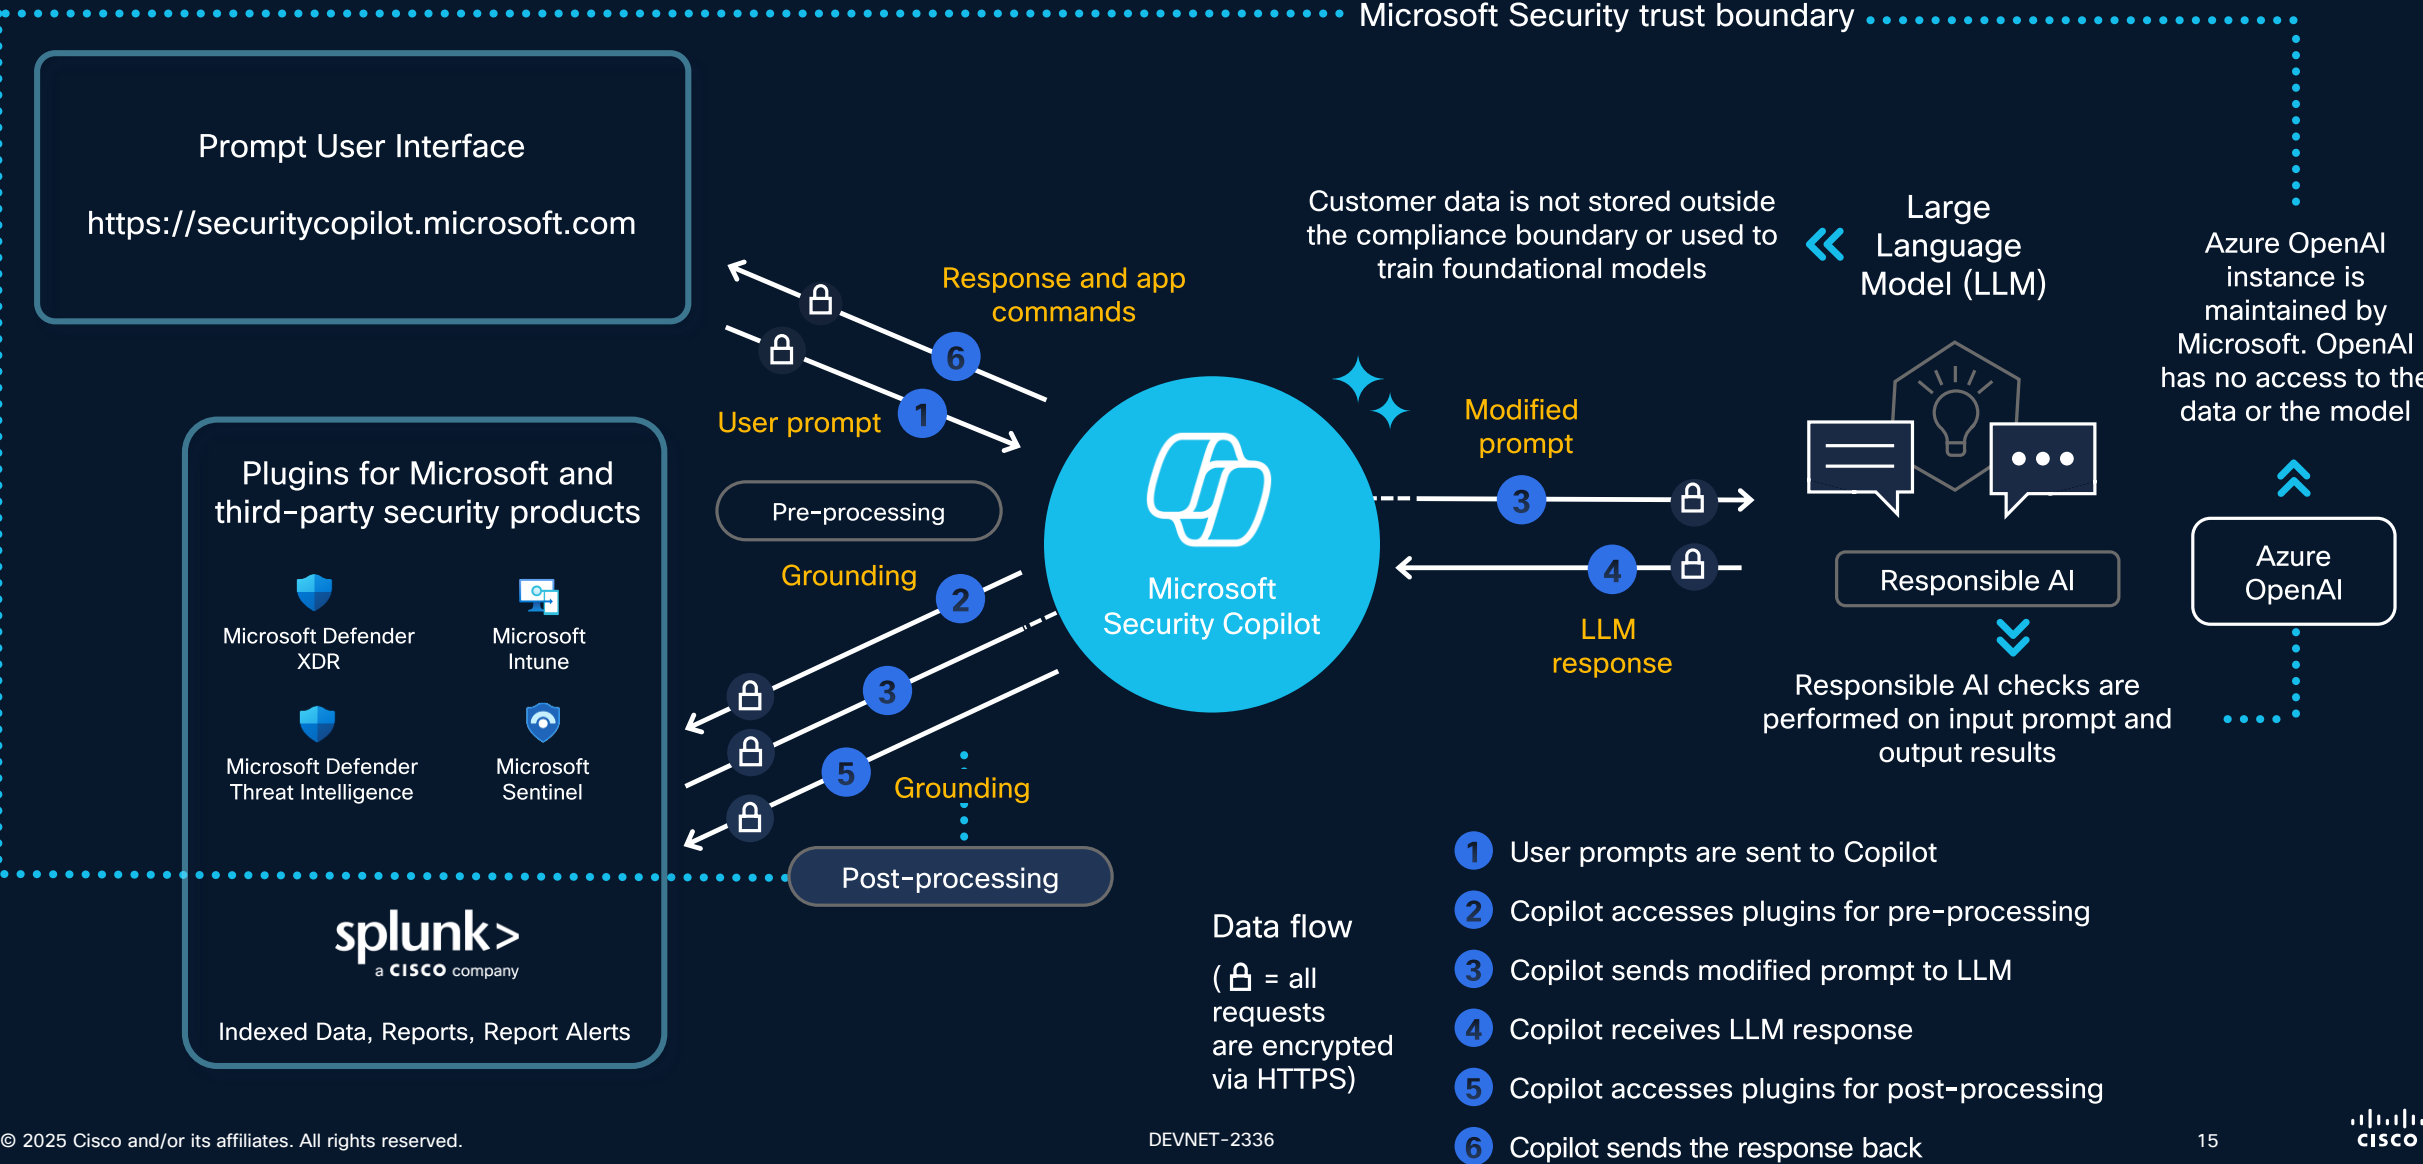 Microsoft Security trust boundary
Prompt User Interface
https://securitycopilot.microsoft.com
Response and app
commands
6
1
User prompt
Pre-processing
Grounding
2
3
5
Grounding
Post-processing
Plugins for Microsoft and
third-party security products
Microsoft Defender
XDR
Microsoft
Intune
Microsoft Defender
Threat Intelligence
Microsoft
Sentinel
splunk>
a CISCO company
Indexed Data, Reports, Report Alerts
Microsoft
Security Copilot
Customer data is not stored outside
the compliance boundary or used to
train foundational models
Large
Language
Model (LLM)
Modified
prompt
3
4
LLM
response
Responsible AI
Responsible AI checks are
performed on input prompt and
output results
Azure OpenAI
instance is
maintained by
Microsoft. OpenAI
has no access to the
data or the model
Azure
OpenAI
Data flow
( = all
requests
are encrypted
via HTTPS)
1 User prompts are sent to Copilot
2 Copilot accesses plugins for pre-processing
3 Copilot sends modified prompt to LLM
4 Copilot receives LLM response
5 Copilot accesses plugins for post-processing
6 Copilot sends the response back
© 2025 Cisco and/or its affiliates. All rights reserved.
DEVNET-2336
15
CISCO